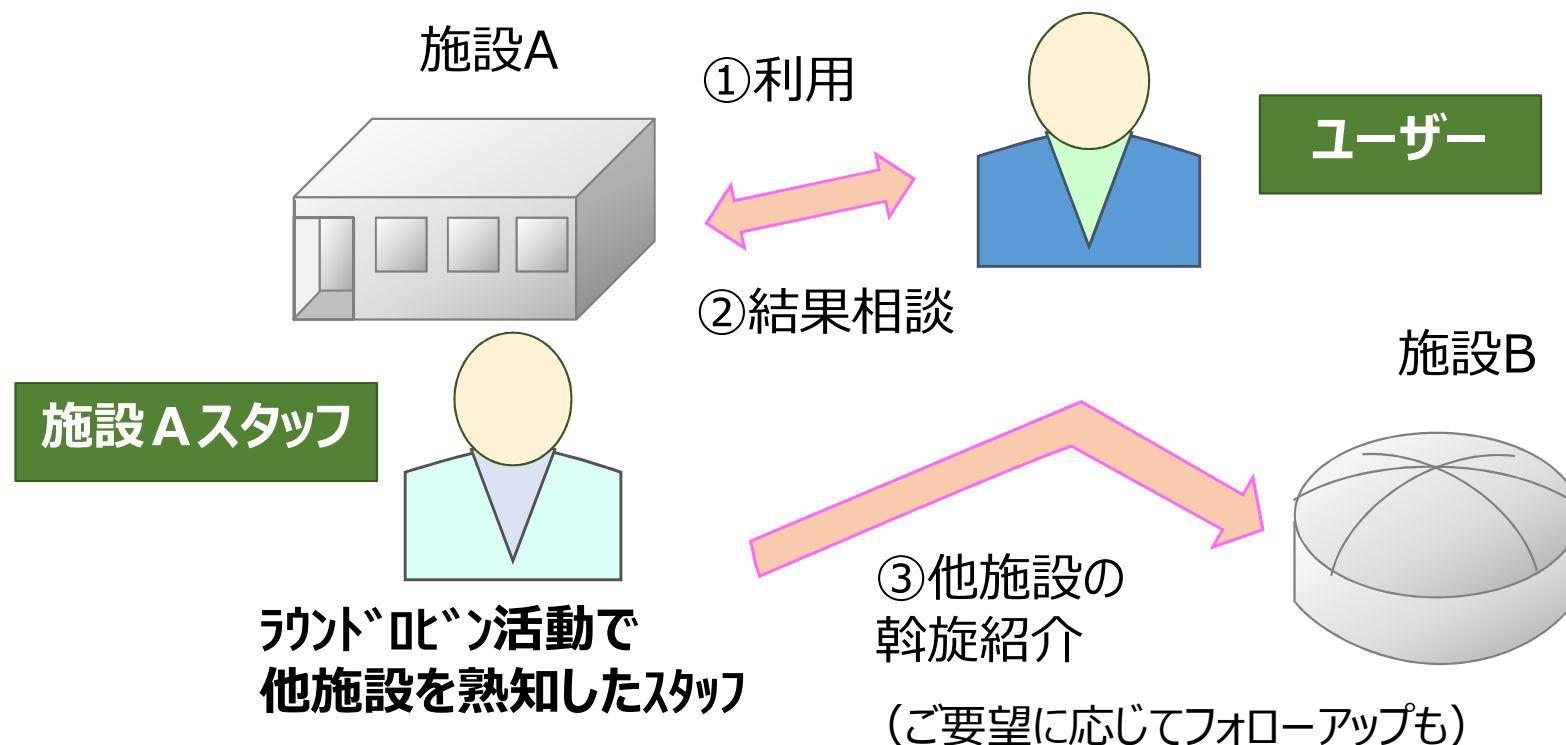 施設A
①利用
ユーザー
②結果相談
施設B
施設Aスタッフ
③他施設の
斡旋紹介
ﾗｳﾝﾄﾞﾛﾋﾞﾝ活動で
他施設を熟知したｽﾀｯﾌ
（ご要望に応じてフォローアップも）